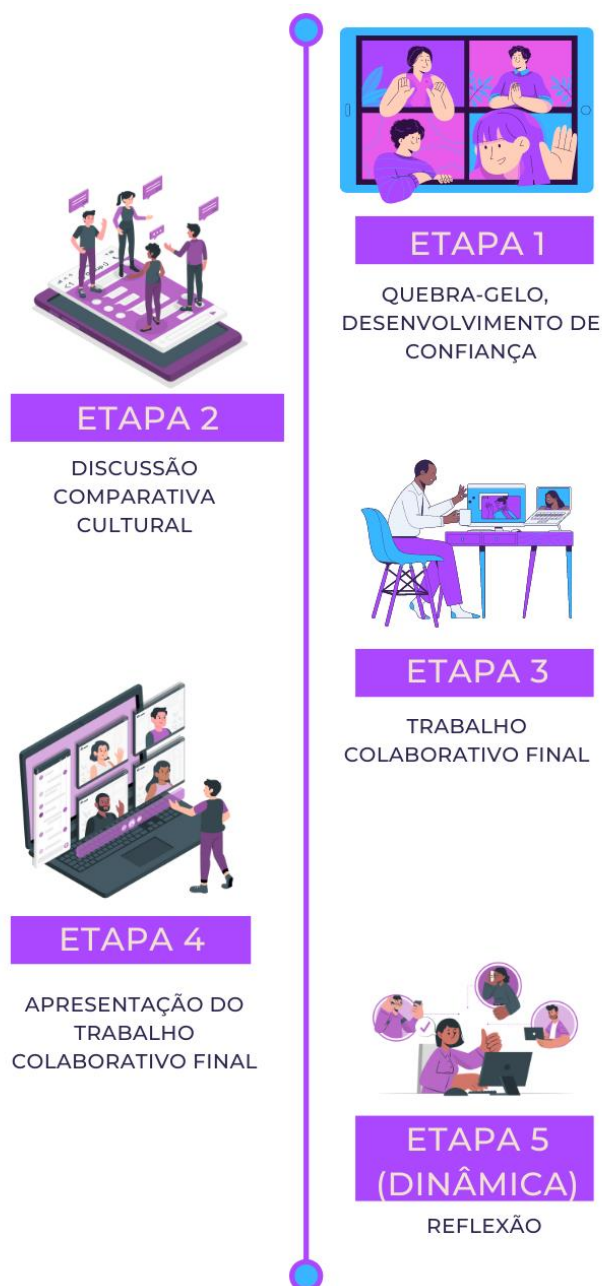 ETAPA 1
QUEBRA-GELO,
DESENVOLVIMENTO DE
CONFIANÇA
ETAPA 2
DISCUSSÃO
COMPARATIVA
CULTURAL
ETAPA 3
TRABALHO
COLABORATIVO FINAL
ETAPA 4
APRESENTAÇÃO DO
TRABALHO
COLABORATIVO FINAL
ETAPA 5
(DINÂMICA)
REFLEXÃO